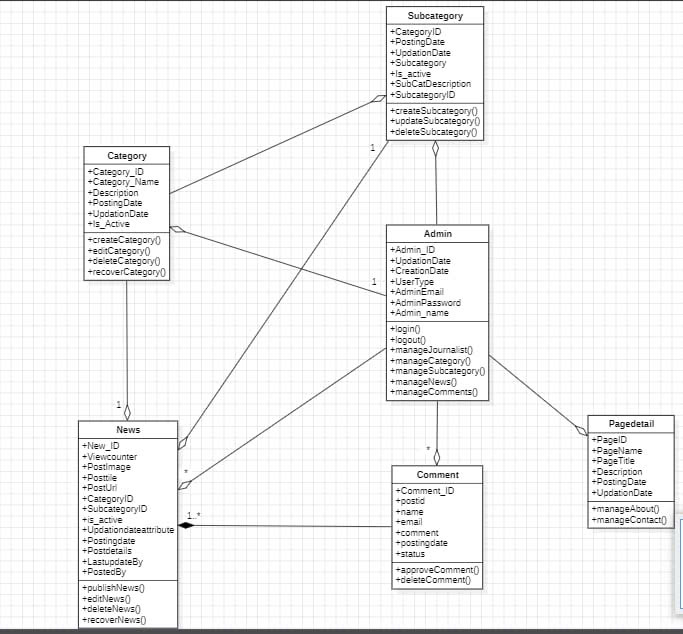 Subcategory
+CategoryID
+PostingDate
+UpdationDate
+Subcategory
+Is_active
+SubCatDescription
+SubcategoryID
+createSubcategory()
+updateSubcategory()
+deleteSubcategory()
1
Category
+Category_ID
+Category_Name
+Description
+PostingDate
+UpdationDate
+Is_Active
+createCategory()
+editCategory()
+deleteCategory()
+recoverCategory()
Admin
+Admin_ID
+UpdationDate
+CreationDate
+UserType
+AdminEmail
+AdminPassword
+Admin_name
+login()
+logout()
+manageJournalist()
+manageCategory()
+manageSubcategory()
+manageNews()
+manageComments()
1
1
News
+New_ID
+Viewcounter
+PostImage
+Posttile
+PostUrl
+CategoryID
+SubcategoryID
+is_active
+Updationdateattribute
+Postingdate
+Postdetails
+LastupdateBy
+PostedBy
+publishNews()
+editNews()
+deleteNews()
+recoverNews()
*
1..*
*
Comment
+Comment_ID
+postid
+name
+email
+comment
+postingdate
+status
+approveComment()
+deleteComment()
Pagedetail
+PageID
+PageName
+PageTitle
+Description
+PostingDate
+UpdationDate
+manageAbout()
+manageContact()